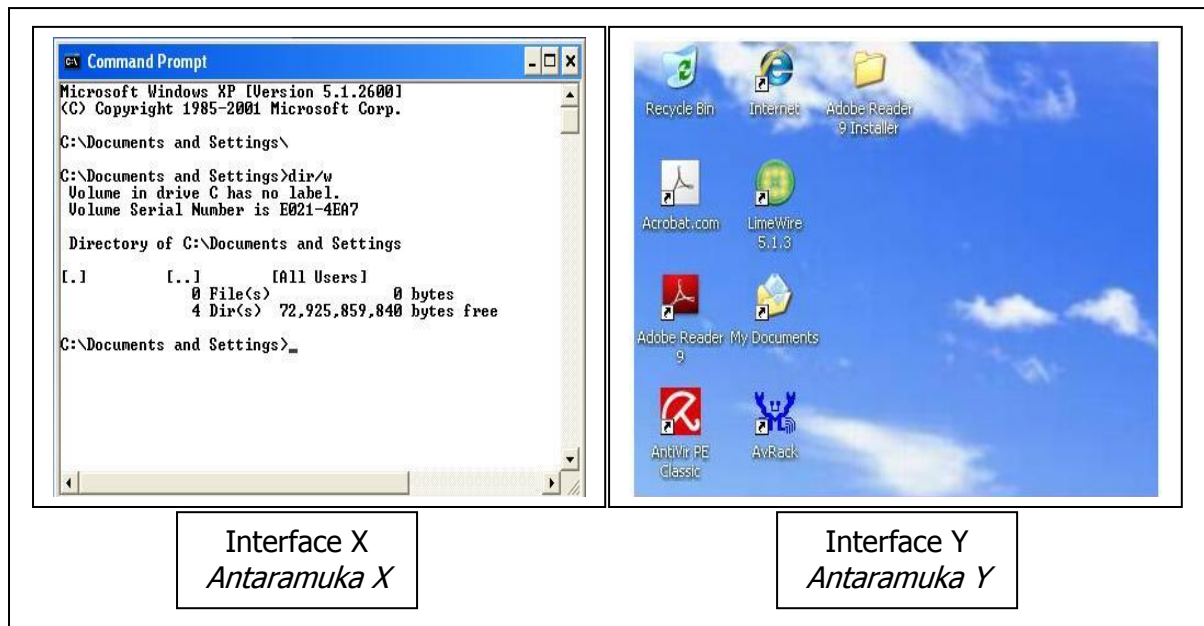 Command Prompt
Microsoft Windows XP [Version 5.1.2600]
(C) Copyright 1985-2001 Microsoft Corp.
C:\Documents and Settings\
C:\Documents and Settings>dir/w
Volume in drive C has no label.
Volume Serial Number is E021-4EA7
Directory of C:\Documents and Settings
[.] [..] [All Users]
0 File(s) 0 bytes
4 Dir(s) 72,925,859,840 bytes free
C:\Documents and Settings>_
Recycle Bin
Internet
Adobe Reader
9 Installer
Acrobat.com
LimeWire
5.1.3
Adobe Reader
9
My Documents
AntiVir PE
Classic
AvRack
Interface X
Antaramuka X
Interface Y
Antaramuka Y